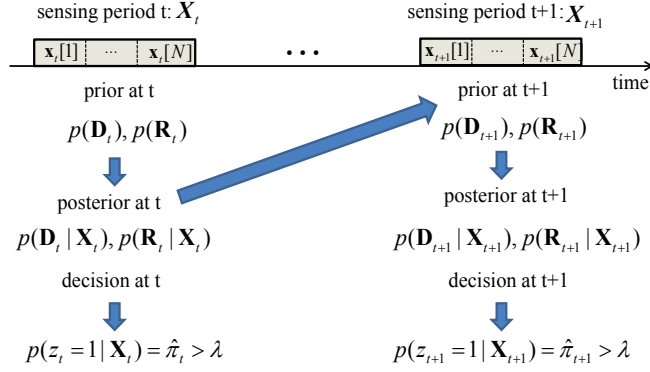 sensing period t: X_t sensing period t+1: X_{t+1}
x_t[1] ... x_t[N] ... x_{t+1}[1] ... x_{t+1}[N]
time
prior at t prior at t+1
p(D_t), p(R_t) p(D_{t+1}), p(R_{t+1})
posterior at t posterior at t+1
p(D_t | X_t), p(R_t | X_t) p(D_{t+1} | X_{t+1}), p(R_{t+1} | X_{t+1})
decision at t decision at t+1
p(z_t = 1 | X_t) = π̂_t > λ p(z_{t+1} = 1 | X_{t+1}) = π̂_{t+1} > λ